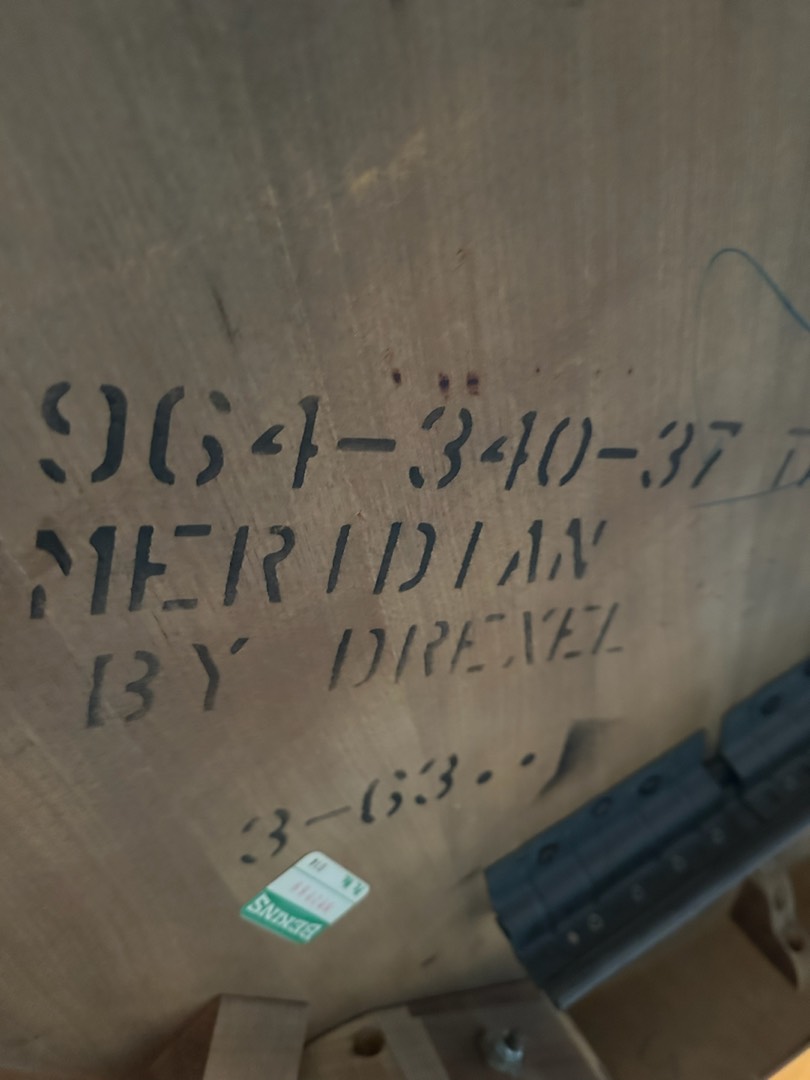 964-340-37
MERIDIAN
BY DREXEL
3-63
BEKINS